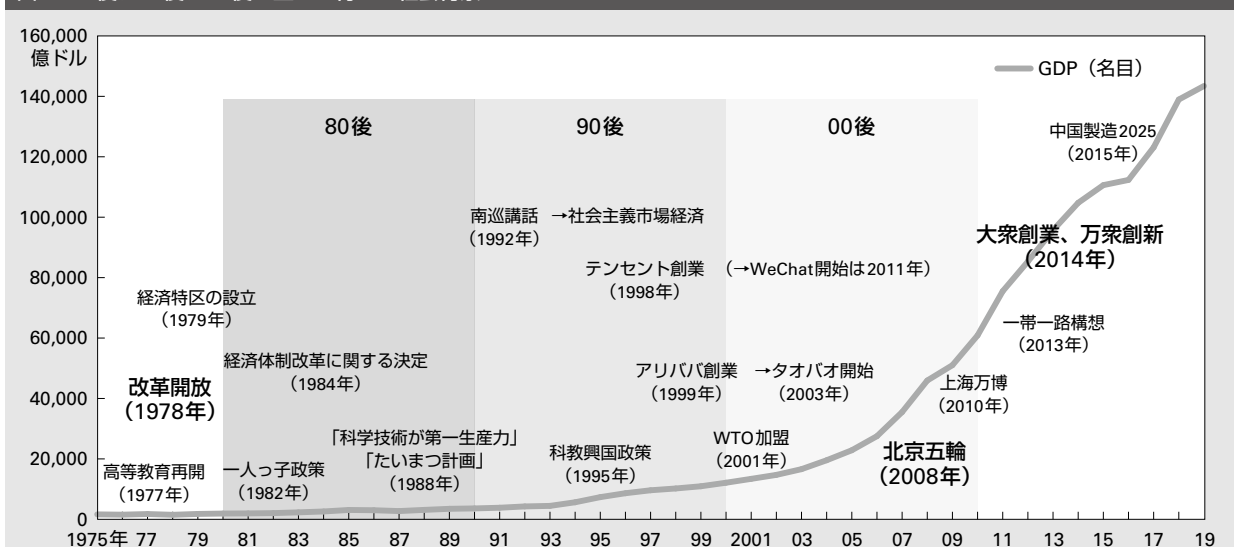 160,000
億ドル
140,000
120,000
100,000
80,000
60,000
40,000
20,000
0
GDP（名目）
80後
90後
00後
中国製造2025
（2015年）
南巡講話 →社会主義市場経済
（1992年）
大衆創業、万衆創新
（2014年）
テンセント創業 （→WeChat開始は2011年）
（1998年）
経済特区の設立
（1979年）
一帯一路構想
（2013年）
経済体制改革に関する決定
（1984年）
改革開放
（1978年）
アリババ創業 →タオバオ開始
（1999年） （2003年）
上海万博
（2010年）
「科学技術が第一生産力」
「たいまつ計画」
（1988年）
WTO加盟
（2001年）
科教興国政策
（1995年）
北京五輪
（2008年）
高等教育再開
（1977年）
一人っ子政策
（1982年）
1975年 77 79 81 83 85 87 89 91 93 95 97 99 2001 03 05 07 09 11 13 15 17 19